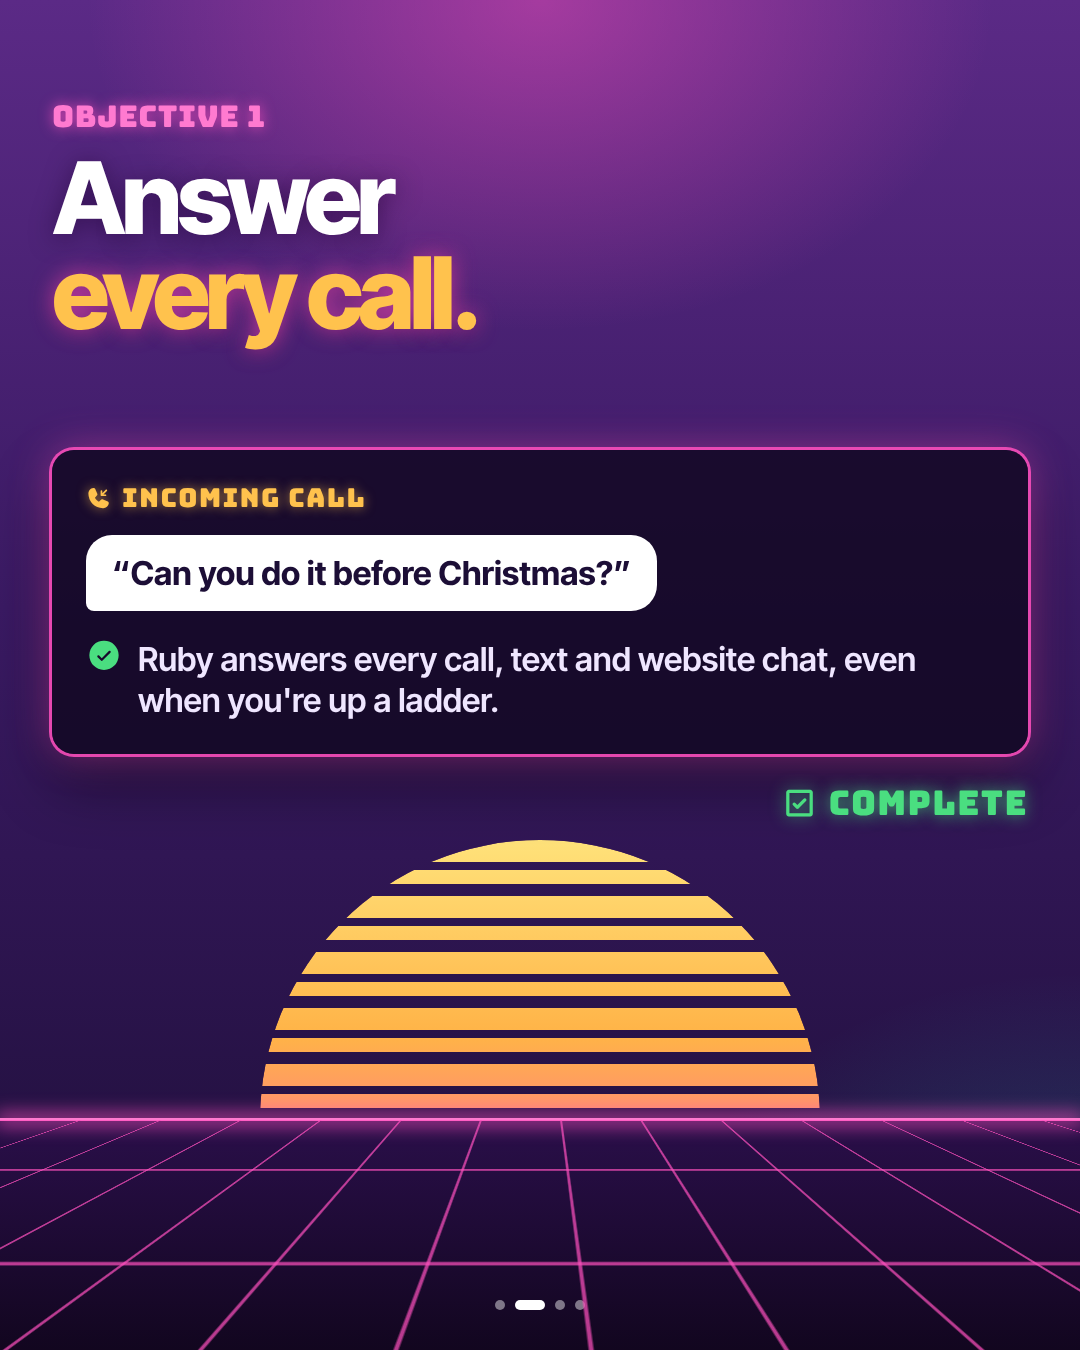 OBJECTIVE 1
Answer
every call.
INCOMING CALL
“Can you do it before Christmas?”
Ruby answers every call, text and website chat, even
when you're up a ladder.
COMPLETE